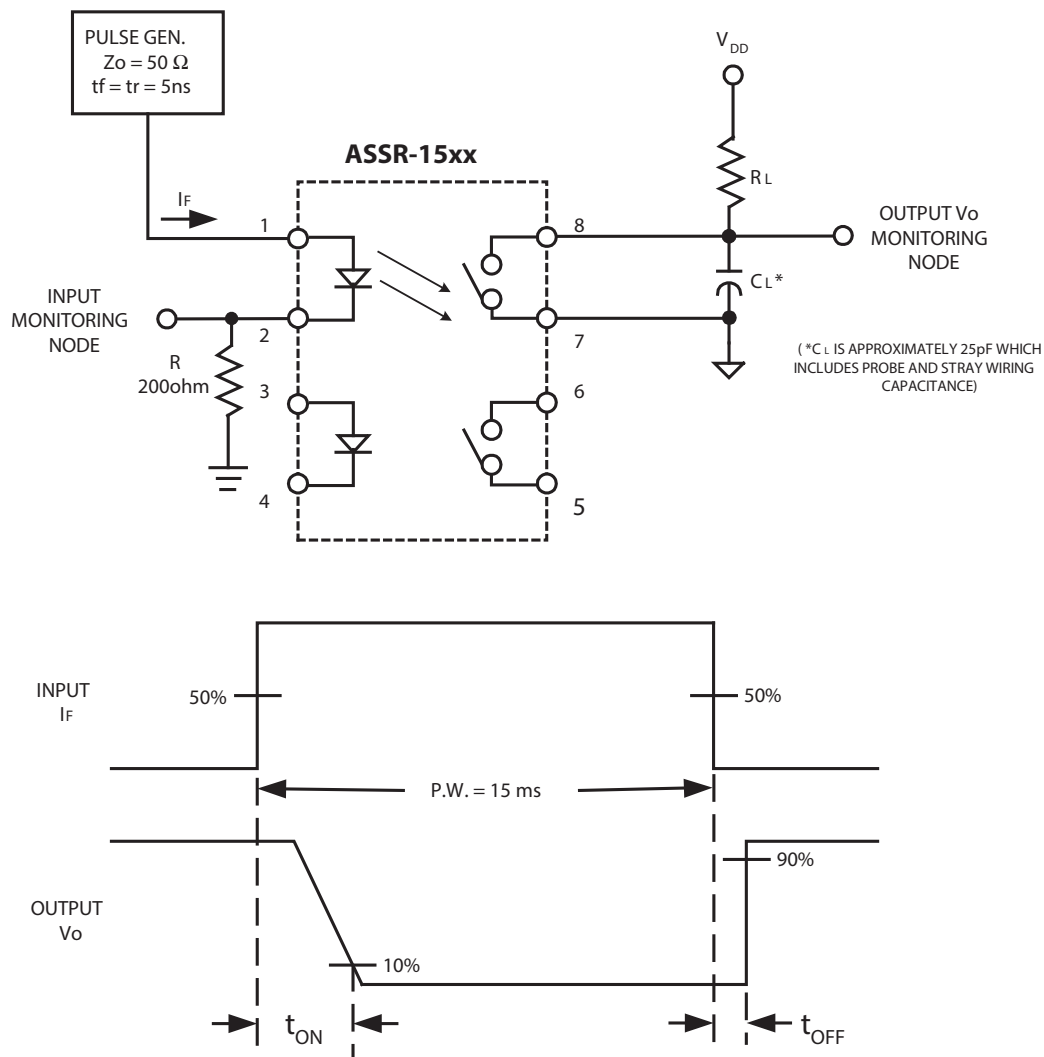 PULSE GEN.
Zo = 50 Ω
tf = tr = 5ns
VDD
ASSR-15xx
RL
IF
1
8
OUTPUT Vo
MONITORING
NODE
INPUT
MONITORING
NODE
CL*
2
7
R
200ohm
( *CL IS APPROXIMATELY 25pF WHICH
INCLUDES PROBE AND STRAY WIRING
CAPACITANCE)
3
6
4
5
INPUT
IF
50%
50%
P.W. = 15 ms
OUTPUT
Vo
90%
10%
tON
tOFF